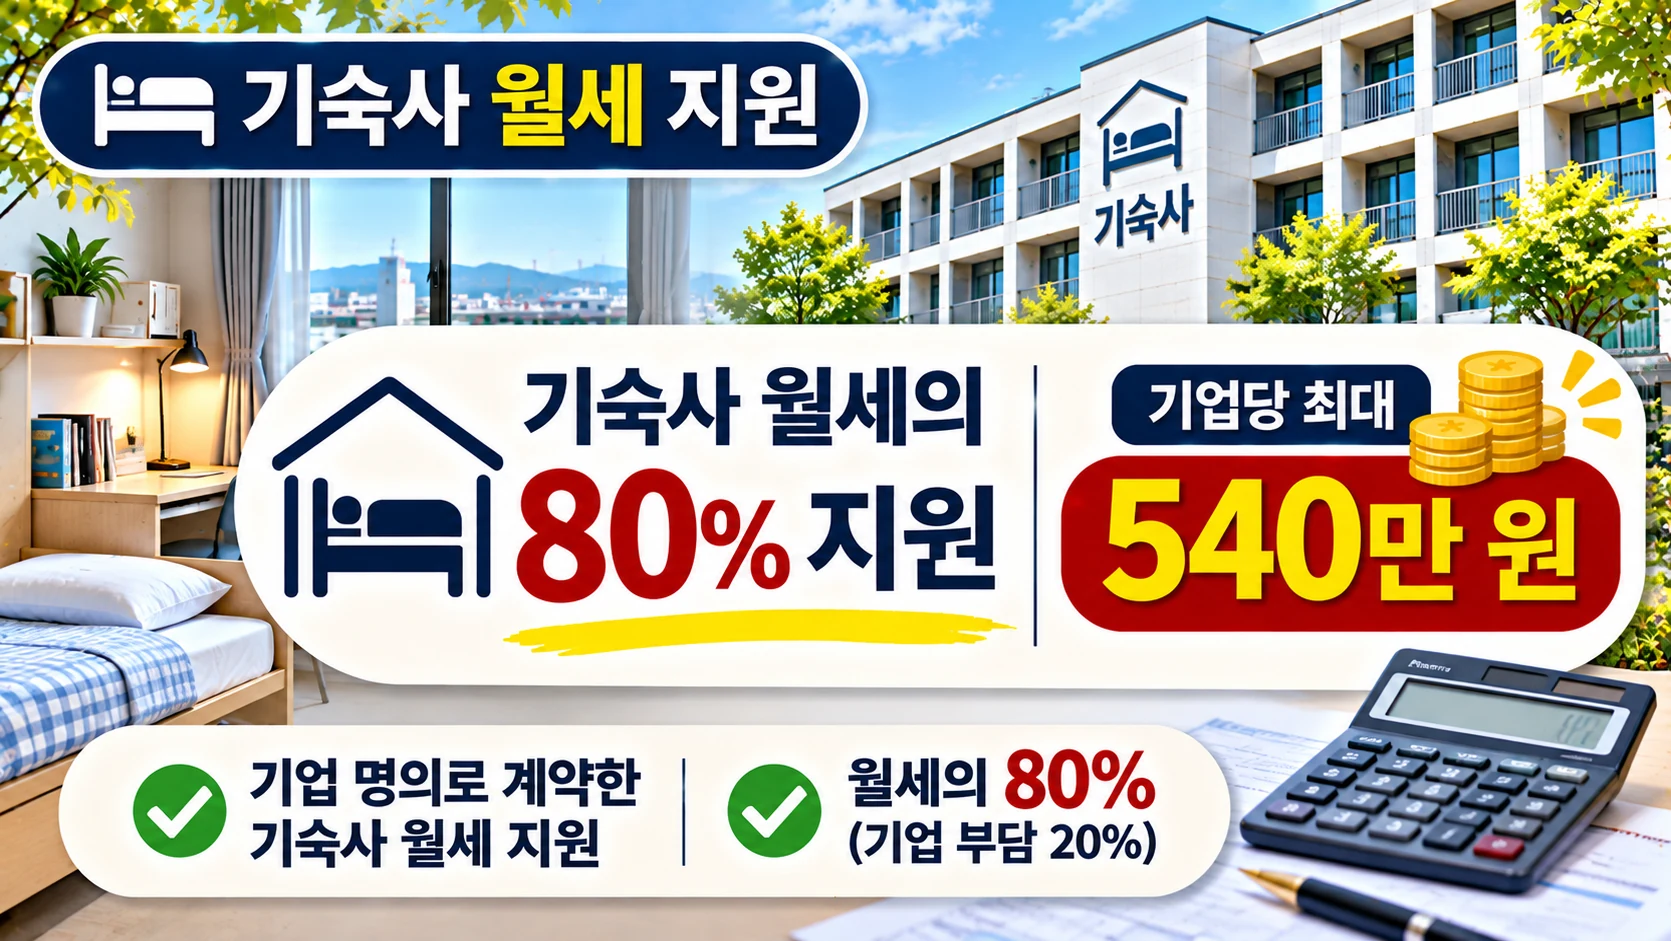 기숙사 월세 지원
기숙사
기숙사 월세의
80% 지원
기업당 최대
540만 원
기업 명의로 계약한
기숙사 월세 지원
월세의 80%
(기업 부담 20%)